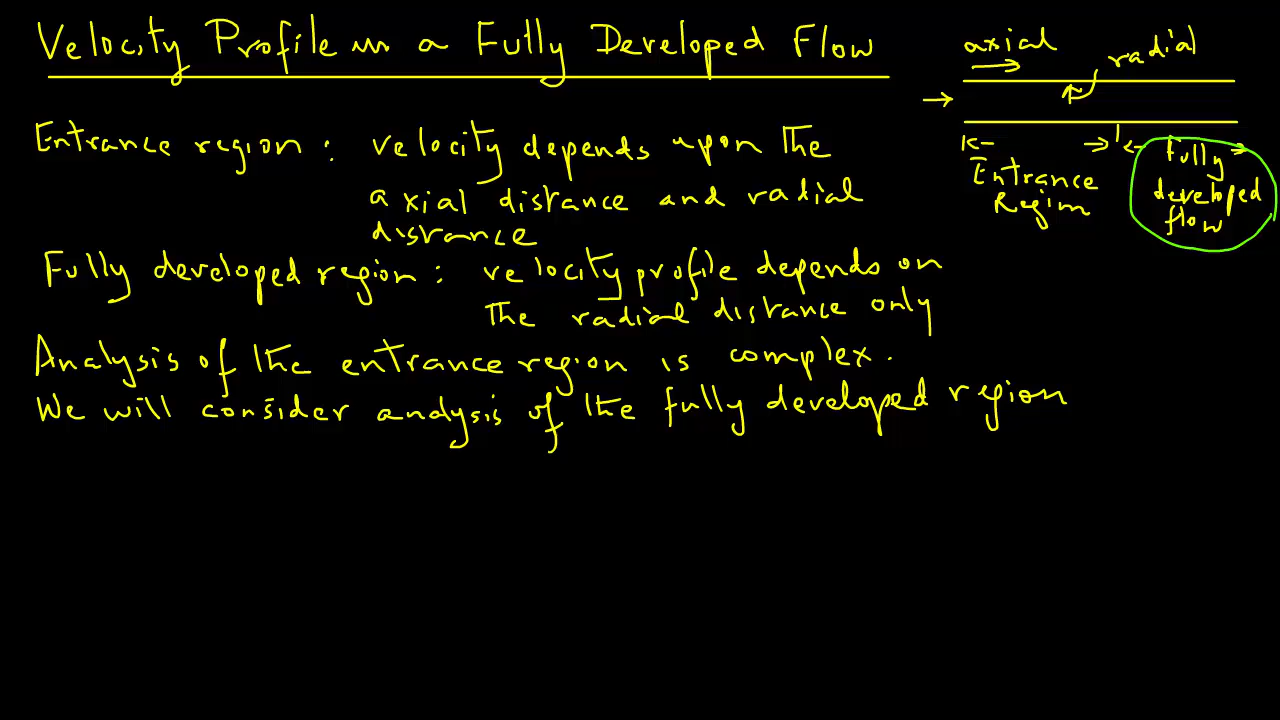 Velocity Profile in a Fully Developed Flow
axial
radial
Entrance region : velocity depends upon the
axial distance and radial
distance
Entrance
Region
Fully
developed
flow
Fully developed region : velocity profile depends on
the radial distance only
Analysis of the entrance region is complex.
We will consider analysis of the fully developed region